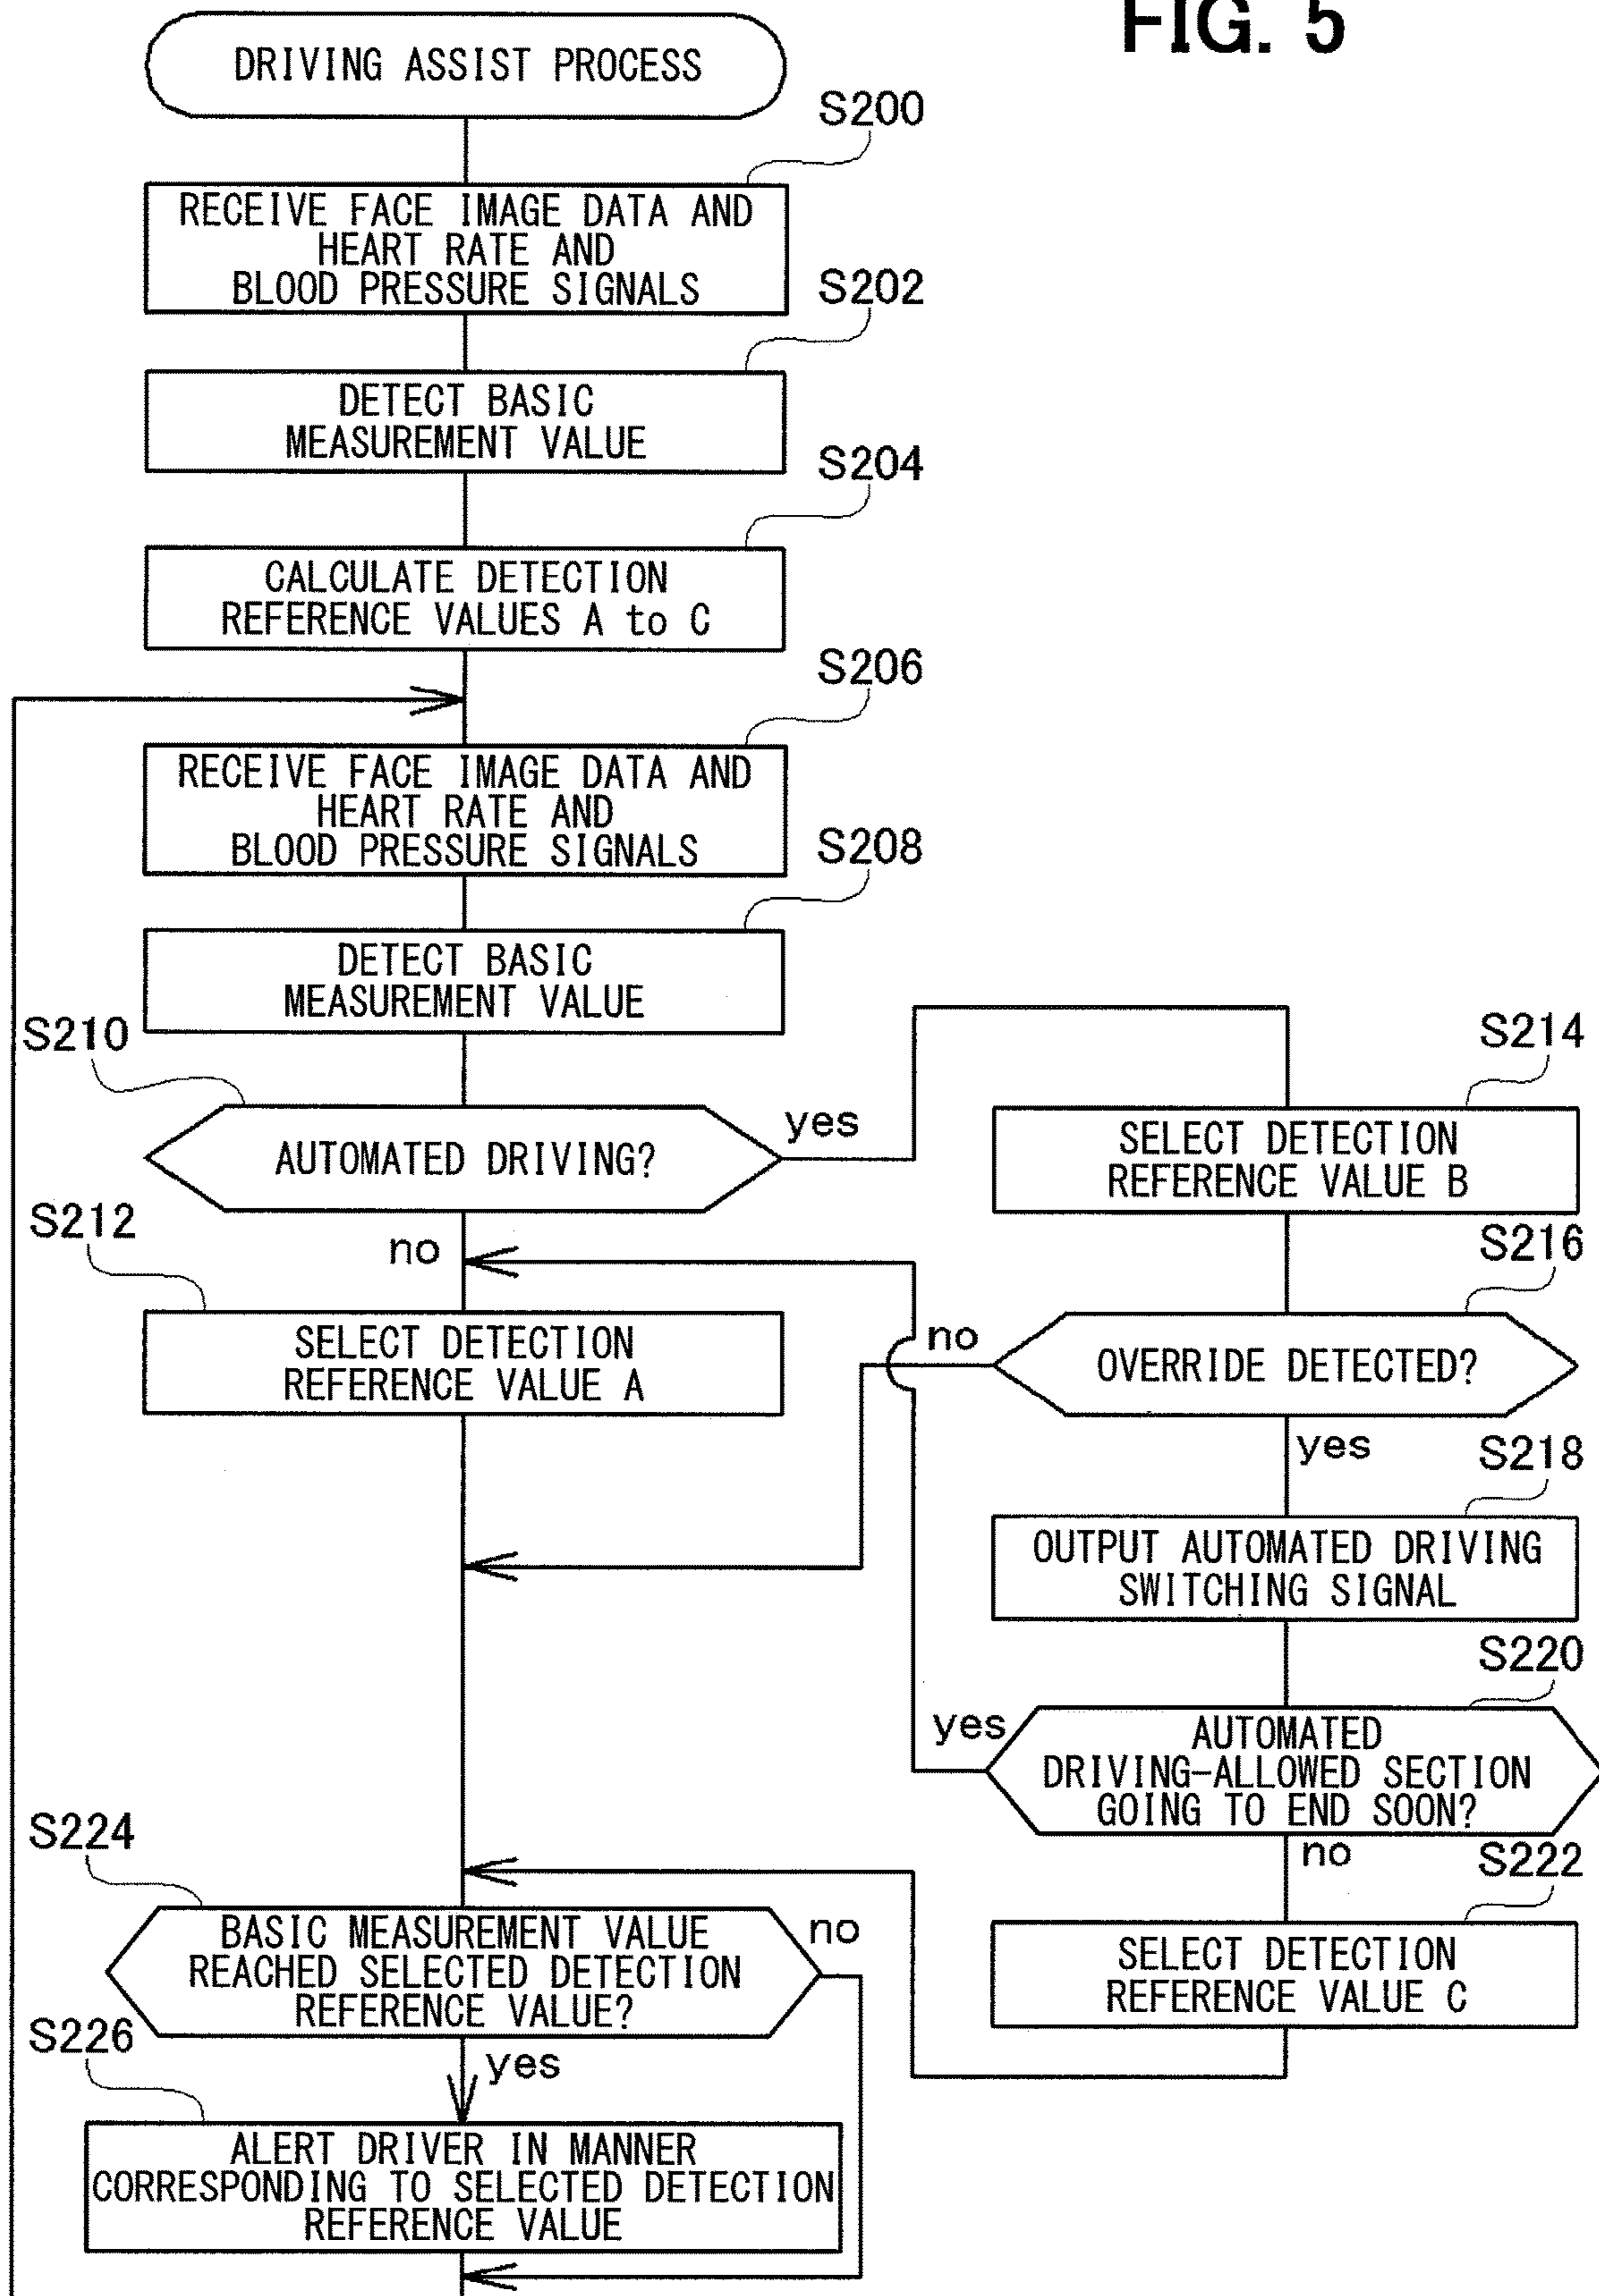 FIG. 5
DRIVING ASSIST PROCESS
S200
RECEIVE FACE IMAGE DATA AND
HEART RATE AND
BLOOD PRESSURE SIGNALS
S202
DETECT BASIC
MEASUREMENT VALUE
S204
CALCULATE DETECTION
REFERENCE VALUES A to C
S206
RECEIVE FACE IMAGE DATA AND
HEART RATE AND
BLOOD PRESSURE SIGNALS
S208
DETECT BASIC
MEASUREMENT VALUE
S210
AUTOMATED DRIVING?
yes
no
S212
SELECT DETECTION
REFERENCE VALUE A
S214
SELECT DETECTION
REFERENCE VALUE B
S216
OVERRIDE DETECTED?
no
yes
S218
OUTPUT AUTOMATED DRIVING
SWITCHING SIGNAL
S220
AUTOMATED
DRIVING-ALLOWED SECTION
GOING TO END SOON?
yes
no
S222
SELECT DETECTION
REFERENCE VALUE C
S224
BASIC MEASUREMENT VALUE
REACHED SELECTED DETECTION
REFERENCE VALUE?
no
yes
S226
ALERT DRIVER IN MANNER
CORRESPONDING TO SELECTED DETECTION
REFERENCE VALUE